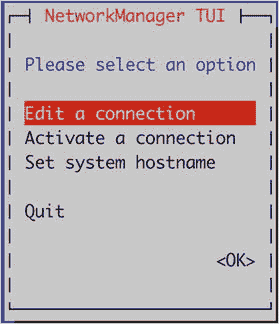 NetworkManager TUI
Please select an option
Edit a connection
Activate a connection
Set system hostname
Quit
<OK>